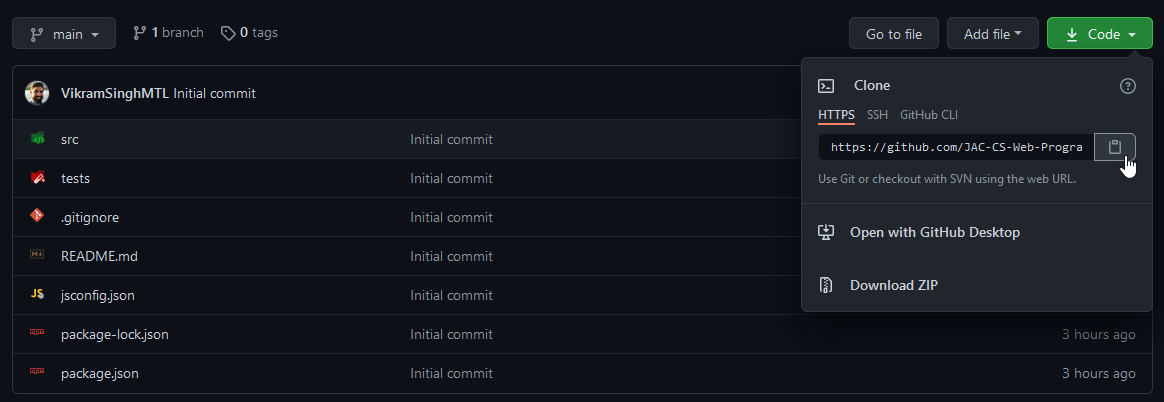 main
1 branch
0 tags
Go to file
Add file
Code
VikramSinghMTL Initial commit
Clone
HTTPS SSH GitHub CLI
https://github.com/JAC-CS-Web-Progra
Use Git or checkout with SVN using the web URL.
Open with GitHub Desktop
Download ZIP
src Initial commit
tests Initial commit
.gitignore Initial commit
README.md Initial commit
jsconfig.json Initial commit
package-lock.json Initial commit 3 hours ago
package.json Initial commit 3 hours ago